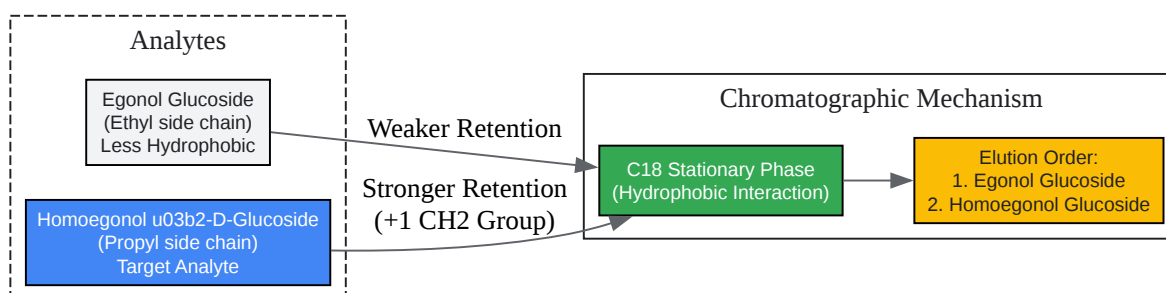 Analytes
Egonol Glucoside
(Ethyl side chain)
Less Hydrophobic
Homoegonol u03b2-D-Glucoside
(Propyl side chain)
Target Analyte
Weaker Retention
Stronger Retention
(+1 CH2 Group)
Chromatographic Mechanism
C18 Stationary Phase
(Hydrophobic Interaction)
Elution Order:
1. Egonol Glucoside
2. Homoegonol Glucoside